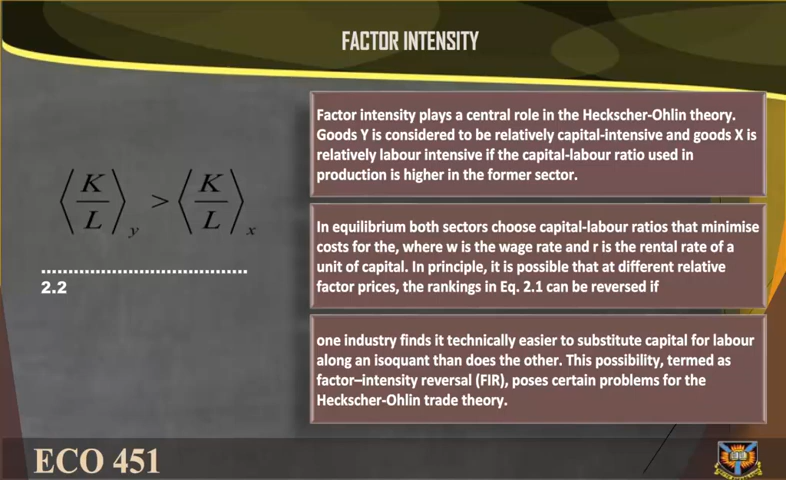 FACTOR INTENSITY
⟨K/L⟩y > ⟨K/L⟩x
................................................
2.2
Factor intensity plays a central role in the Heckscher-Ohlin theory.
Goods Y is considered to be relatively capital-intensive and goods X is
relatively labour intensive if the capital-labour ratio used in
production is higher in the former sector.
In equilibrium both sectors choose capital-labour ratios that minimise
costs for the, where w is the wage rate and r is the rental rate of a
unit of capital. In principle, it is possible that at different relative
factor prices, the rankings in Eq. 2.1 can be reversed if
one industry finds it technically easier to substitute capital for labour
along an isoquant than does the other. This possibility, termed as
factor–intensity reversal (FIR), poses certain problems for the
Heckscher-Ohlin trade theory.
ECO 451